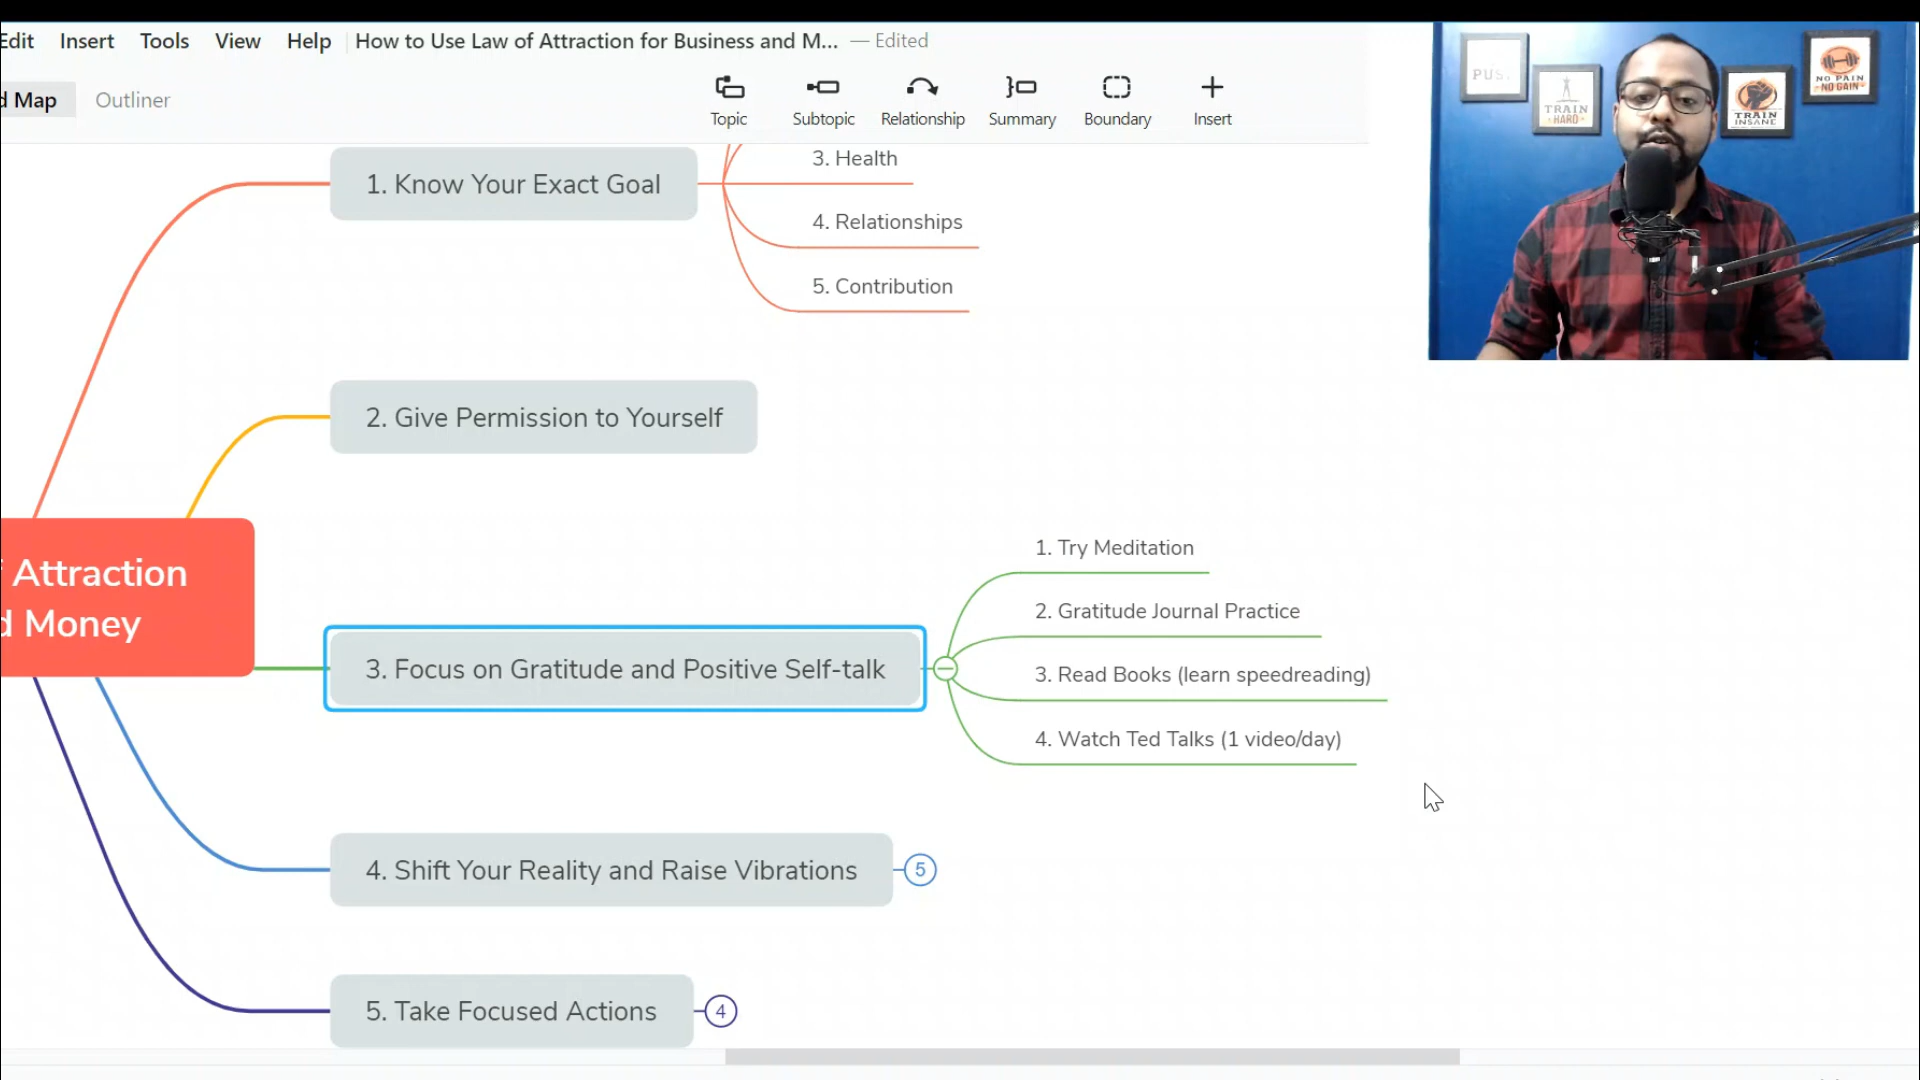 Edit Insert Tools View Help How to Use Law of Attraction for Business and M... — Edited
d Map Outliner
Topic Subtopic Relationship Summary Boundary Insert
PUS
TRAIN
HARD
TRAIN
INSANE
NO PAIN
NO GAIN
1. Know Your Exact Goal
3. Health
4. Relationships
5. Contribution
2. Give Permission to Yourself
Attraction
d Money
3. Focus on Gratitude and Positive Self-talk
1. Try Meditation
2. Gratitude Journal Practice
3. Read Books (learn speedreading)
4. Watch Ted Talks (1 video/day)
4. Shift Your Reality and Raise Vibrations 5
5. Take Focused Actions 4